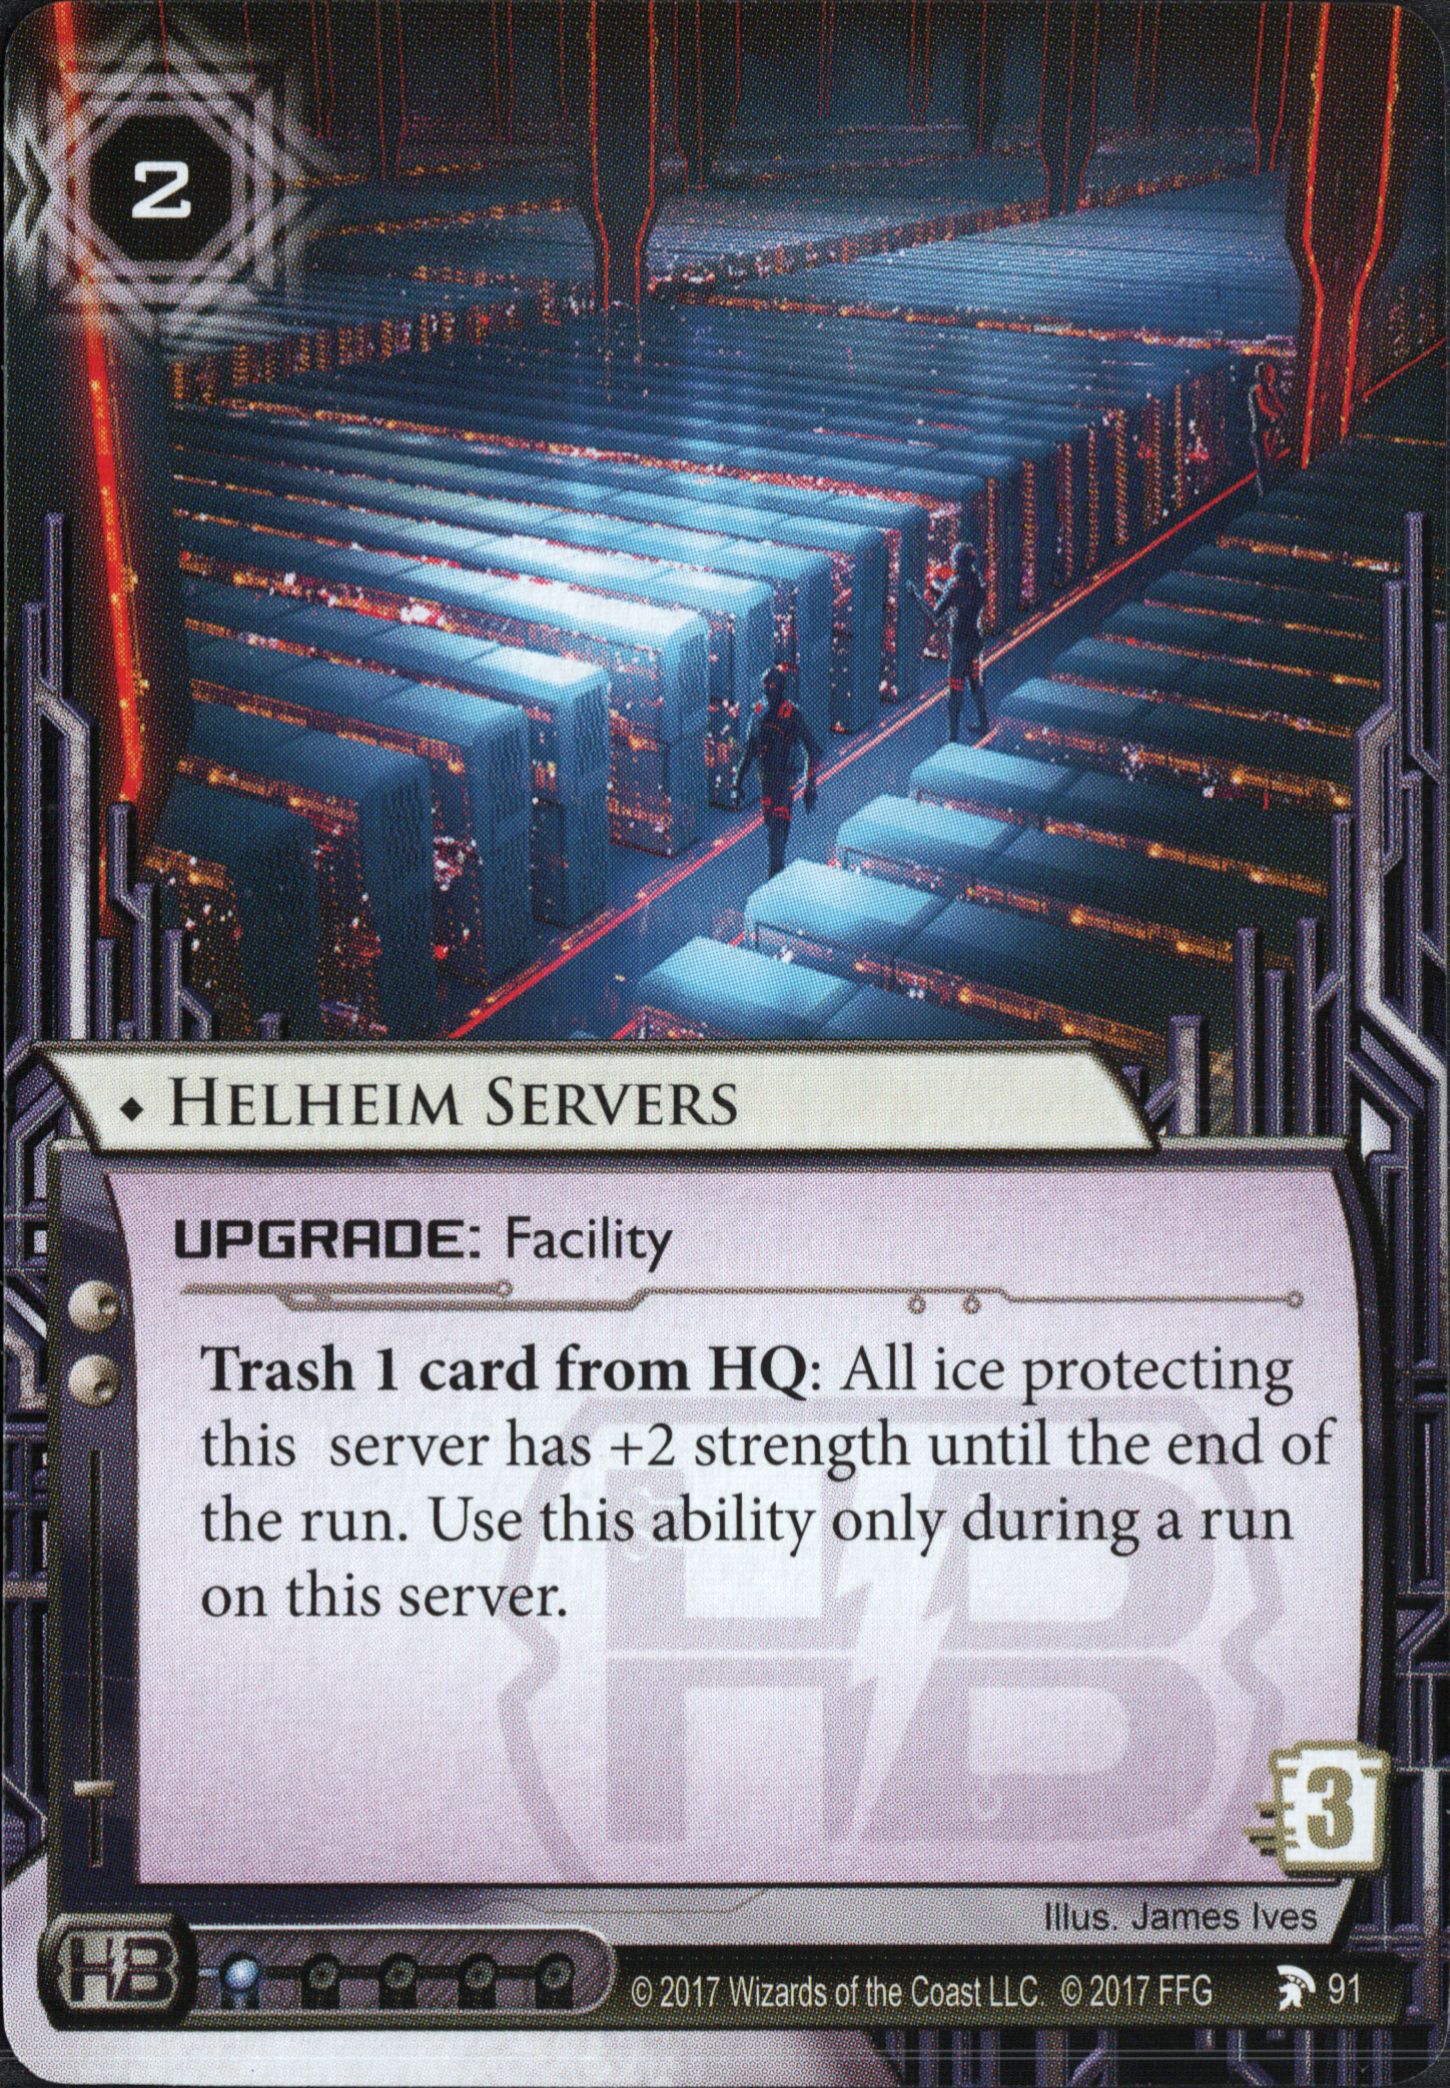 2
⬥ HELHEIM SERVERS
UPGRADE: Facility
Trash 1 card from HQ: All ice protecting
this server has +2 strength until the end of
the run. Use this ability only during a run
on this server.
HB
3
Illus. James Ives
HB
© 2017 Wizards of the Coast LLC. © 2017 FFG
91